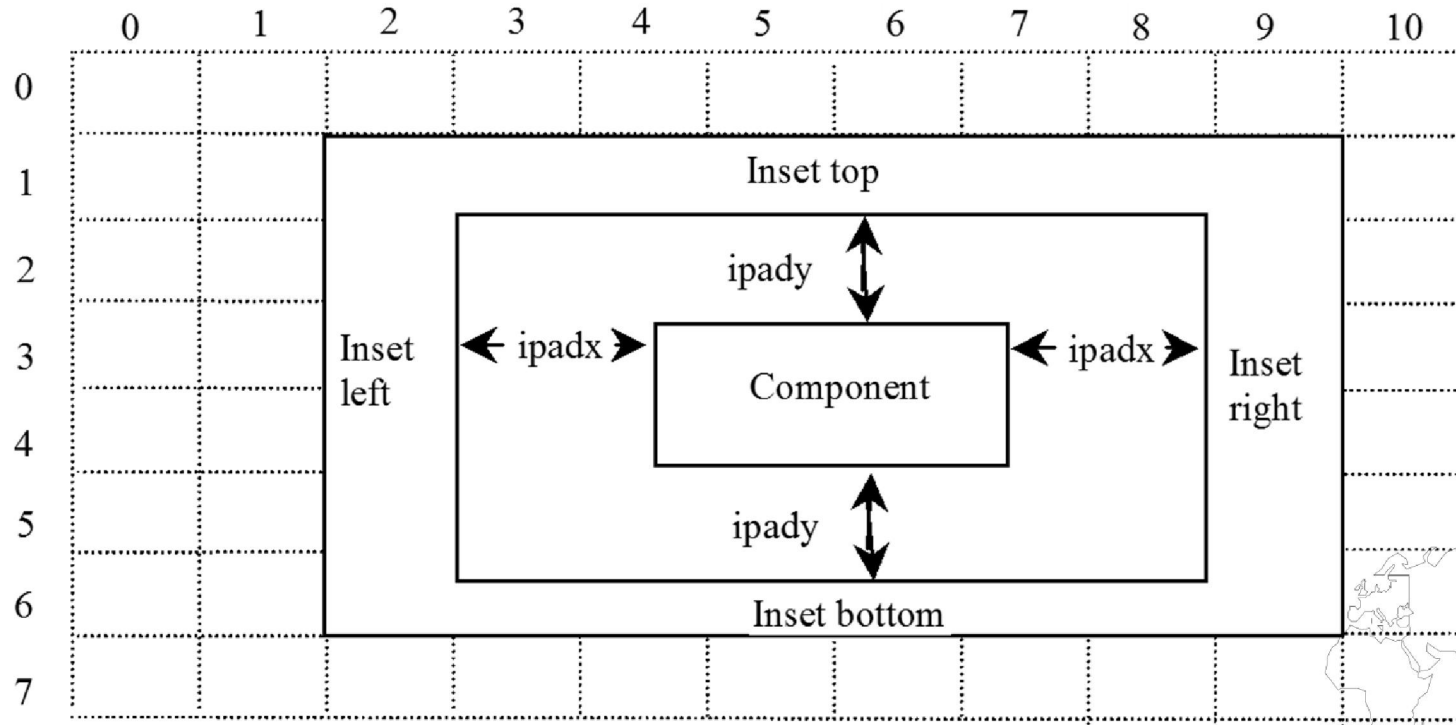 0 1 2 3 4 5 6 7 8 9 10
0
1
Inset top
2
ipady
3
Inset
left
ipadx
ipadx
Component
Inset
right
4
5
ipady
6
Inset bottom
7